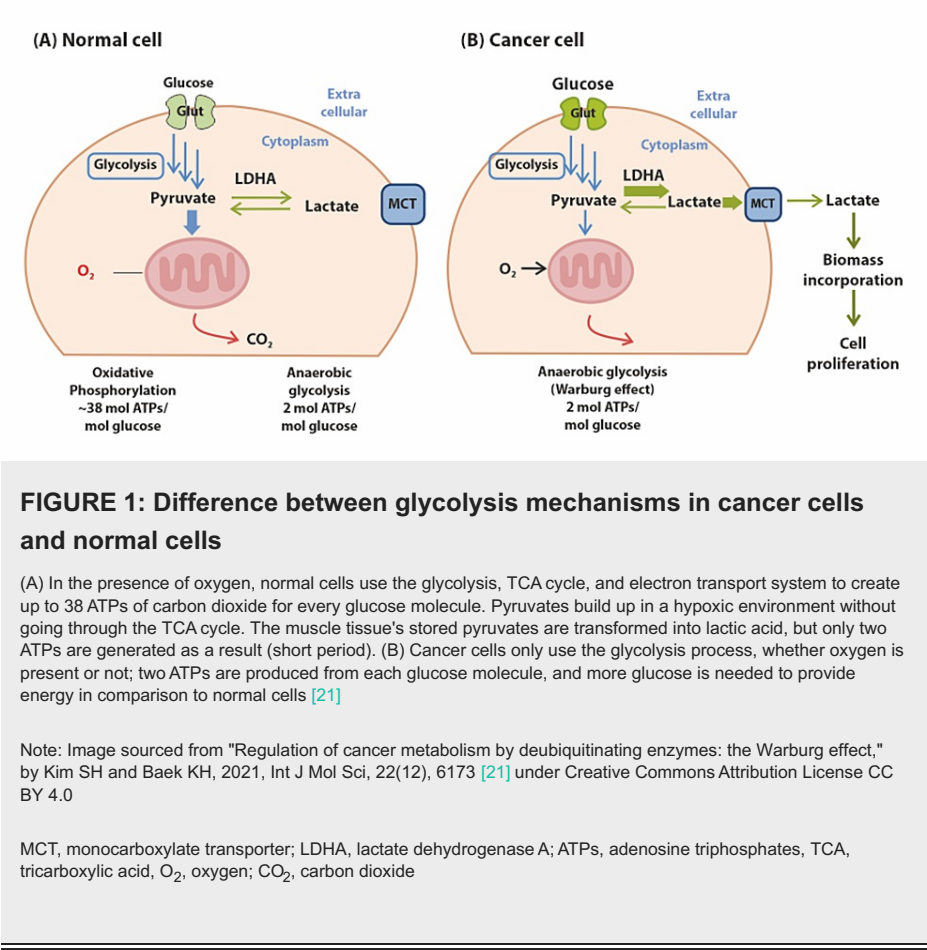 (A) Normal cell
Glucose
Glut
Extra
cellular
Cytoplasm
Glycolysis
LDHA
Pyruvate
Lactate
MCT
O2
CO2
Oxidative
Phosphorylation
~38 mol ATPs/
mol glucose
Anaerobic
glycolysis
2 mol ATPs/
mol glucose
(B) Cancer cell
Glucose
Glut
Extra
cellular
Cytoplasm
Glycolysis
LDHA
Pyruvate
Lactate
MCT
Lactate
O2
Biomass
incorporation
Cell
proliferation
Anaerobic glycolysis
(Warburg effect)
2 mol ATPs/
mol glucose
FIGURE 1: Difference between glycolysis mechanisms in cancer cells
and normal cells
(A) In the presence of oxygen, normal cells use the glycolysis, TCA cycle, and electron transport system to create
up to 38 ATPs of carbon dioxide for every glucose molecule. Pyruvates build up in a hypoxic environment without
going through the TCA cycle. The muscle tissue's stored pyruvates are transformed into lactic acid, but only two
ATPs are generated as a result (short period). (B) Cancer cells only use the glycolysis process, whether oxygen is
present or not; two ATPs are produced from each glucose molecule, and more glucose is needed to provide
energy in comparison to normal cells [21]
Note: Image sourced from "Regulation of cancer metabolism by deubiquitinating enzymes: the Warburg effect,"
by Kim SH and Baek KH, 2021, Int J Mol Sci, 22(12), 6173 [21] under Creative Commons Attribution License CC
BY 4.0
MCT, monocarboxylate transporter; LDHA, lactate dehydrogenase A; ATPs, adenosine triphosphates, TCA,
tricarboxylic acid, O2, oxygen; CO2, carbon dioxide